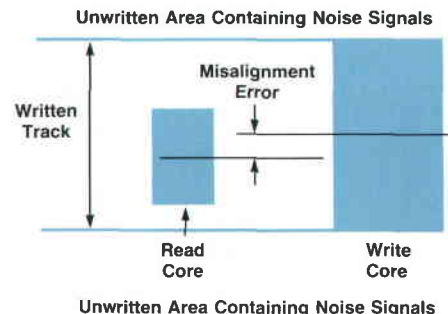 Unwritten Area Containing Noise Signals
Misalignment
Error
Written
Track
Read
Core
Write
Core
Unwritten Area Containing Noise Signals